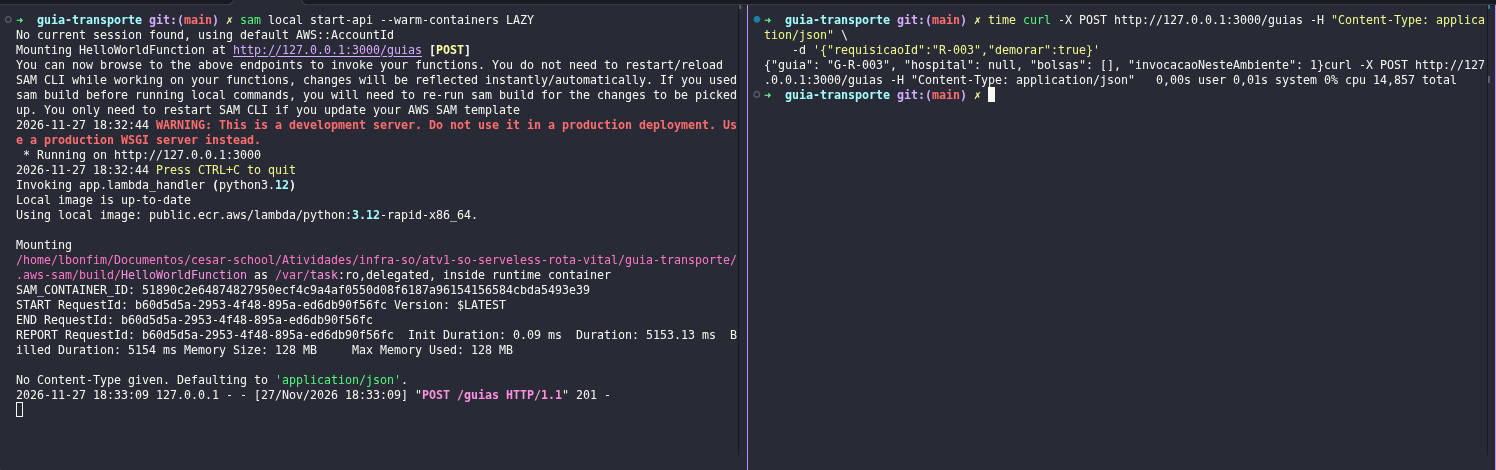 ➜  guia-transporte git:(main) ✗ sam local start-api --warm-containers LAZY
No current session found, using default AWS::AccountId
Mounting HelloWorldFunction at http://127.0.0.1:3000/guias [POST]
You can now browse to the above endpoints to invoke your functions. You do not need to restart/reload
SAM CLI while working on your functions, changes will be reflected instantly/automatically. If you used
sam build before running local commands, you will need to re-run sam build for the changes to be picked
up. You only need to restart SAM CLI if you update your AWS SAM template
2026-11-27 18:32:44 WARNING: This is a development server. Do not use it in a production deployment. Us
e a production WSGI server instead.
 * Running on http://127.0.0.1:3000
2026-11-27 18:32:44 Press CTRL+C to quit
Invoking app.lambda_handler (python3.12)
Local image is up-to-date
Using local image: public.ecr.aws/lambda/python:3.12-rapid-x86_64.
Mounting
/home/lbonfim/Documentos/cesar-school/Atividades/infra-so/atv1-so-serveless-rota-vital/guia-transporte/
.aws-sam/build/HelloWorldFunction as /var/task:ro,delegated, inside runtime container
SAM_CONTAINER_ID: 51890c2e64874827950ecf4c9a4af0550d08f6187a96154156584cbda5493e39
START RequestId: b60d5d5a-2953-4f48-895a-ed6db90f56fc Version: $LATEST
END RequestId: b60d5d5a-2953-4f48-895a-ed6db90f56fc
REPORT RequestId: b60d5d5a-2953-4f48-895a-ed6db90f56fc  Init Duration: 0.09 ms  Duration: 5153.13 ms  B
illed Duration: 5154 ms Memory Size: 128 MB     Max Memory Used: 128 MB
No Content-Type given. Defaulting to 'application/json'.
2026-11-27 18:33:09 127.0.0.1 - - [27/Nov/2026 18:33:09] "POST /guias HTTP/1.1" 201 -
➜  guia-transporte git:(main) ✗ time curl -X POST http://127.0.0.1:3000/guias -H "Content-Type: applica
tion/json" \
    -d '{"requisicaoId":"R-003","demorar":true}'
{"guia": "G-R-003", "hospital": null, "bolsas": [], "invocacaoNesteAmbiente": 1}curl -X POST http://127
.0.0.1:3000/guias -H "Content-Type: application/json"   0,00s user 0,01s system 0% cpu 14,857 total
➜  guia-transporte git:(main) ✗